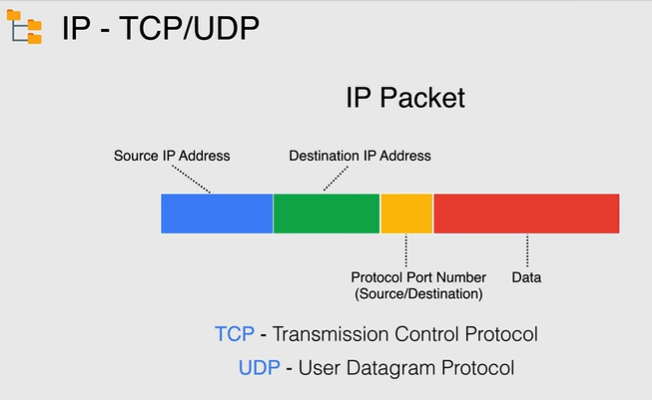 IP - TCP/UDP
IP Packet
Source IP Address
Destination IP Address
Protocol Port Number
(Source/Destination)
Data
TCP - Transmission Control Protocol
UDP - User Datagram Protocol